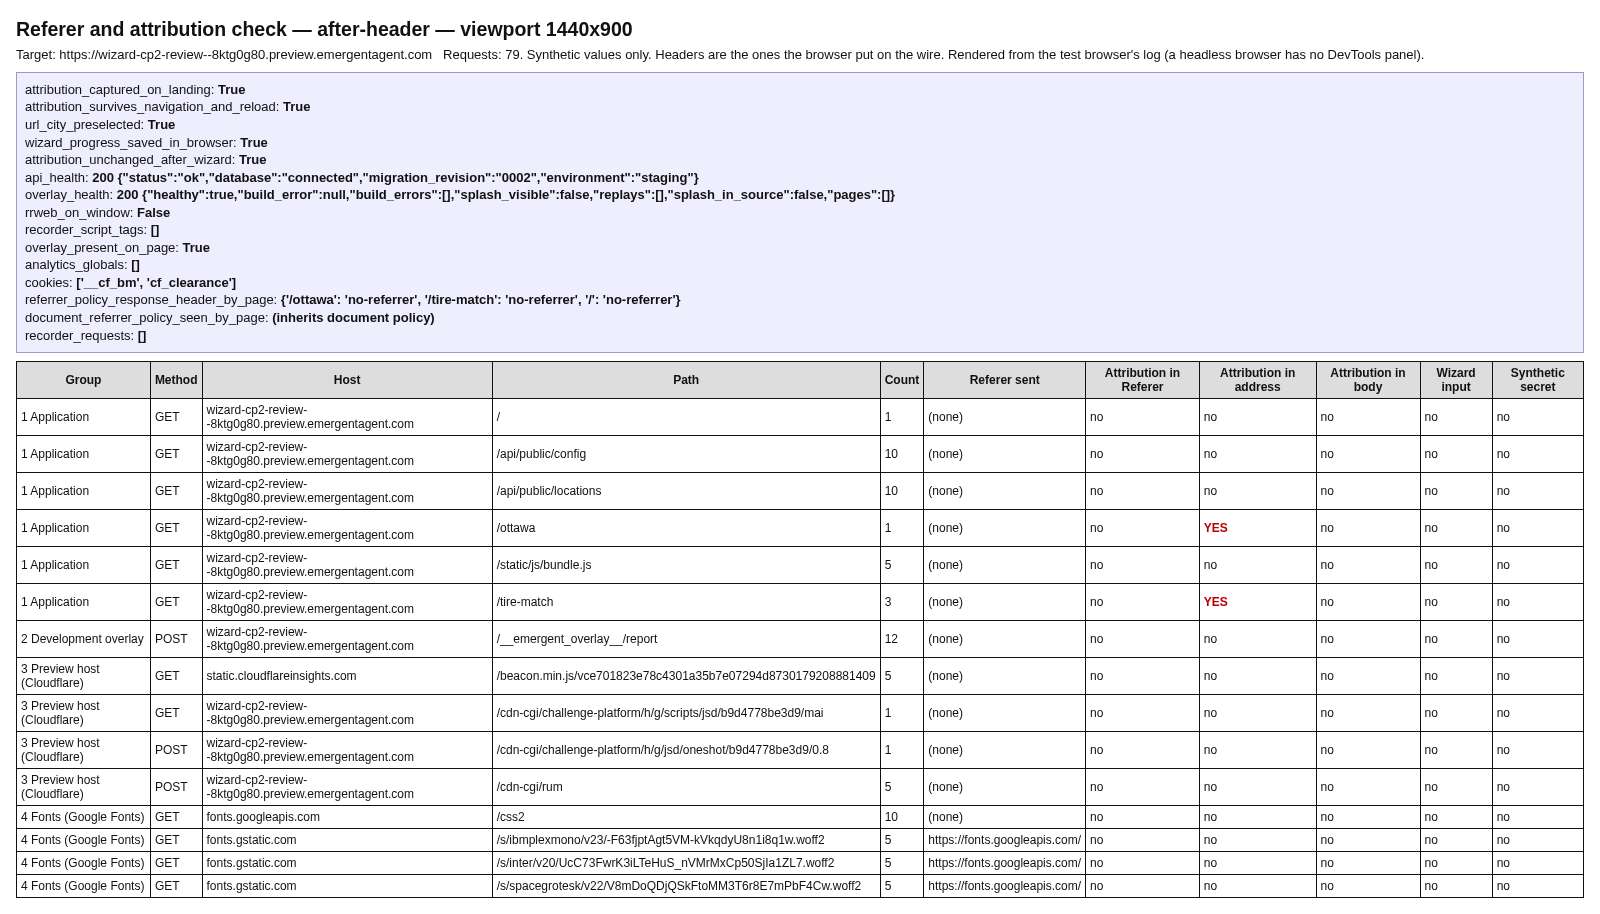 Referer and attribution check — after-header — viewport 1440x900
Target: https://wizard-cp2-review--8ktg0g80.preview.emergentagent.com   Requests: 79. Synthetic values only. Headers are the ones the browser put on the wire. Rendered from the test browser's log (a headless browser has no DevTools panel).
attribution_captured_on_landing: True
attribution_survives_navigation_and_reload: True
url_city_preselected: True
wizard_progress_saved_in_browser: True
attribution_unchanged_after_wizard: True
api_health: 200 {"status":"ok","database":"connected","migration_revision":"0002","environment":"staging"}
overlay_health: 200 {"healthy":true,"build_error":null,"build_errors":[],"splash_visible":false,"replays":[],"splash_in_source":false,"pages":[]}
rrweb_on_window: False
recorder_script_tags: []
overlay_present_on_page: True
analytics_globals: []
cookies: ['__cf_bm', 'cf_clearance']
referrer_policy_response_header_by_page: {'/ottawa': 'no-referrer', '/tire-match': 'no-referrer', '/': 'no-referrer'}
document_referrer_policy_seen_by_page: (inherits document policy)
recorder_requests: []
Group Method Host Path Count Referer sent Attribution in Referer Attribution in address Attribution in body Wizard input Synthetic secret
1 Application GET wizard-cp2-review--8ktg0g80.preview.emergentagent.com / 1 (none) no no no no no
1 Application GET wizard-cp2-review--8ktg0g80.preview.emergentagent.com /api/public/config 10 (none) no no no no no
1 Application GET wizard-cp2-review--8ktg0g80.preview.emergentagent.com /api/public/locations 10 (none) no no no no no
1 Application GET wizard-cp2-review--8ktg0g80.preview.emergentagent.com /ottawa 1 (none) no YES no no no
1 Application GET wizard-cp2-review--8ktg0g80.preview.emergentagent.com /static/js/bundle.js 5 (none) no no no no no
1 Application GET wizard-cp2-review--8ktg0g80.preview.emergentagent.com /tire-match 3 (none) no YES no no no
2 Development overlay POST wizard-cp2-review--8ktg0g80.preview.emergentagent.com /__emergent_overlay__/report 12 (none) no no no no no
3 Preview host (Cloudflare) GET static.cloudflareinsights.com /beacon.min.js/vce701823e78c4301a35b7e07294d8730179208881409 5 (none) no no no no no
3 Preview host (Cloudflare) GET wizard-cp2-review--8ktg0g80.preview.emergentagent.com /cdn-cgi/challenge-platform/h/g/scripts/jsd/b9d4778be3d9/mai 1 (none) no no no no no
3 Preview host (Cloudflare) POST wizard-cp2-review--8ktg0g80.preview.emergentagent.com /cdn-cgi/challenge-platform/h/g/jsd/oneshot/b9d4778be3d9/0.8 1 (none) no no no no no
3 Preview host (Cloudflare) POST wizard-cp2-review--8ktg0g80.preview.emergentagent.com /cdn-cgi/rum 5 (none) no no no no no
4 Fonts (Google Fonts) GET fonts.googleapis.com /css2 10 (none) no no no no no
4 Fonts (Google Fonts) GET fonts.gstatic.com /s/ibmplexmono/v23/-F63fjptAgt5VM-kVkqdyU8n1i8q1w.woff2 5 https://fonts.googleapis.com/ no no no no no
4 Fonts (Google Fonts) GET fonts.gstatic.com /s/inter/v20/UcC73FwrK3iLTeHuS_nVMrMxCp50SjIa1ZL7.woff2 5 https://fonts.googleapis.com/ no no no no no
4 Fonts (Google Fonts) GET fonts.gstatic.com /s/spacegrotesk/v22/V8mDoQDjQSkFtoMM3T6r8E7mPbF4Cw.woff2 5 https://fonts.googleapis.com/ no no no no no